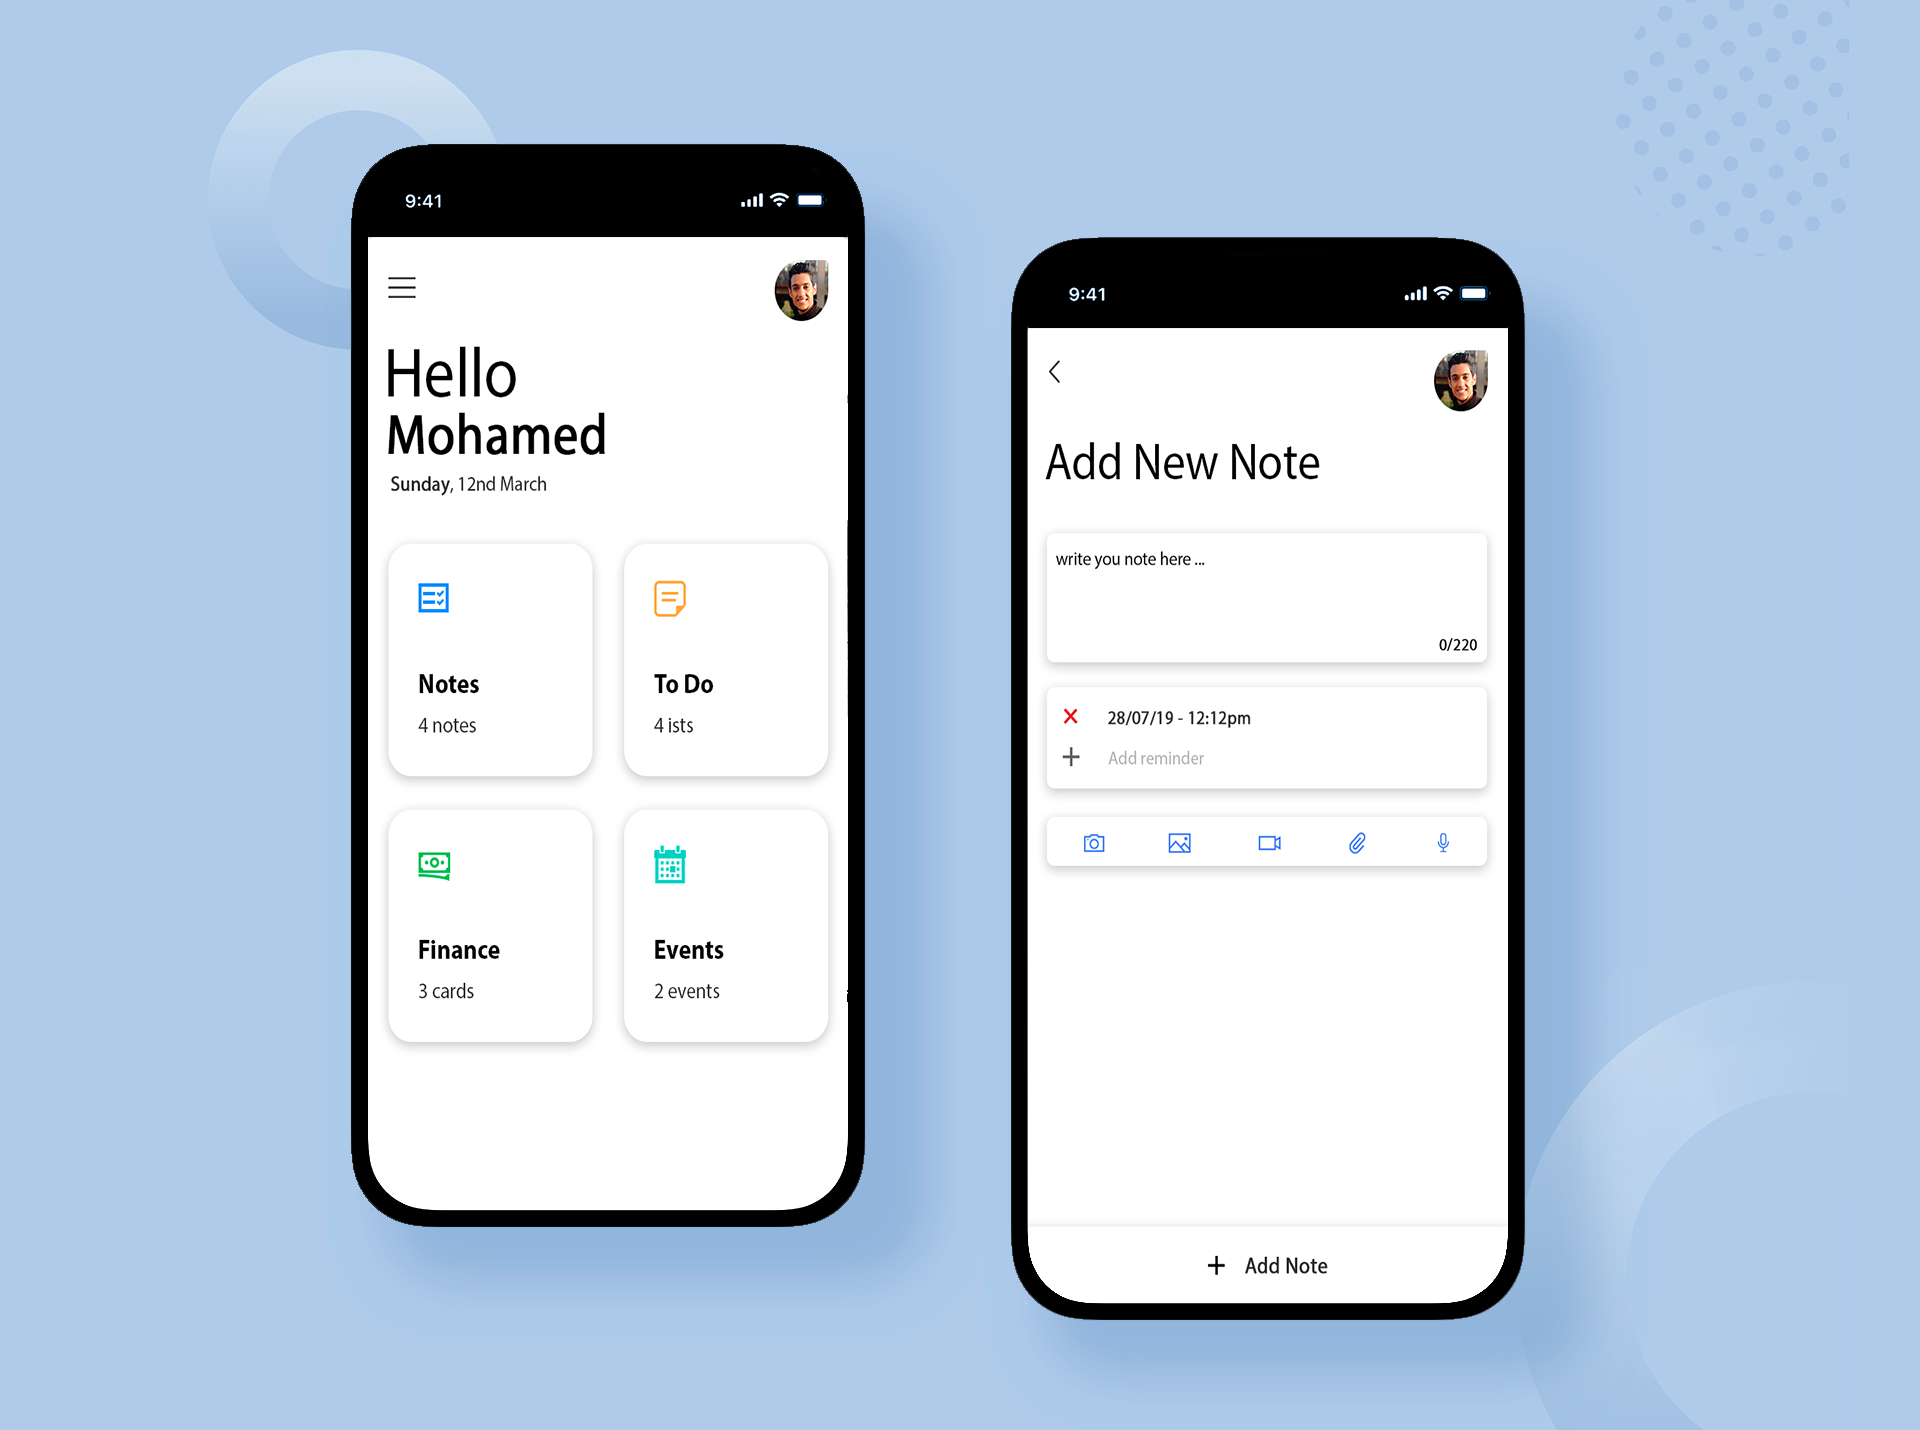 9:41
Hello
Mohamed
Sunday, 12nd March
Notes
4 notes
To Do
4 ists
Finance
3 cards
Events
2 events
9:41
Add New Note
write you note here ...
0/220
28/07/19 - 12:12pm
Add reminder
Add Note